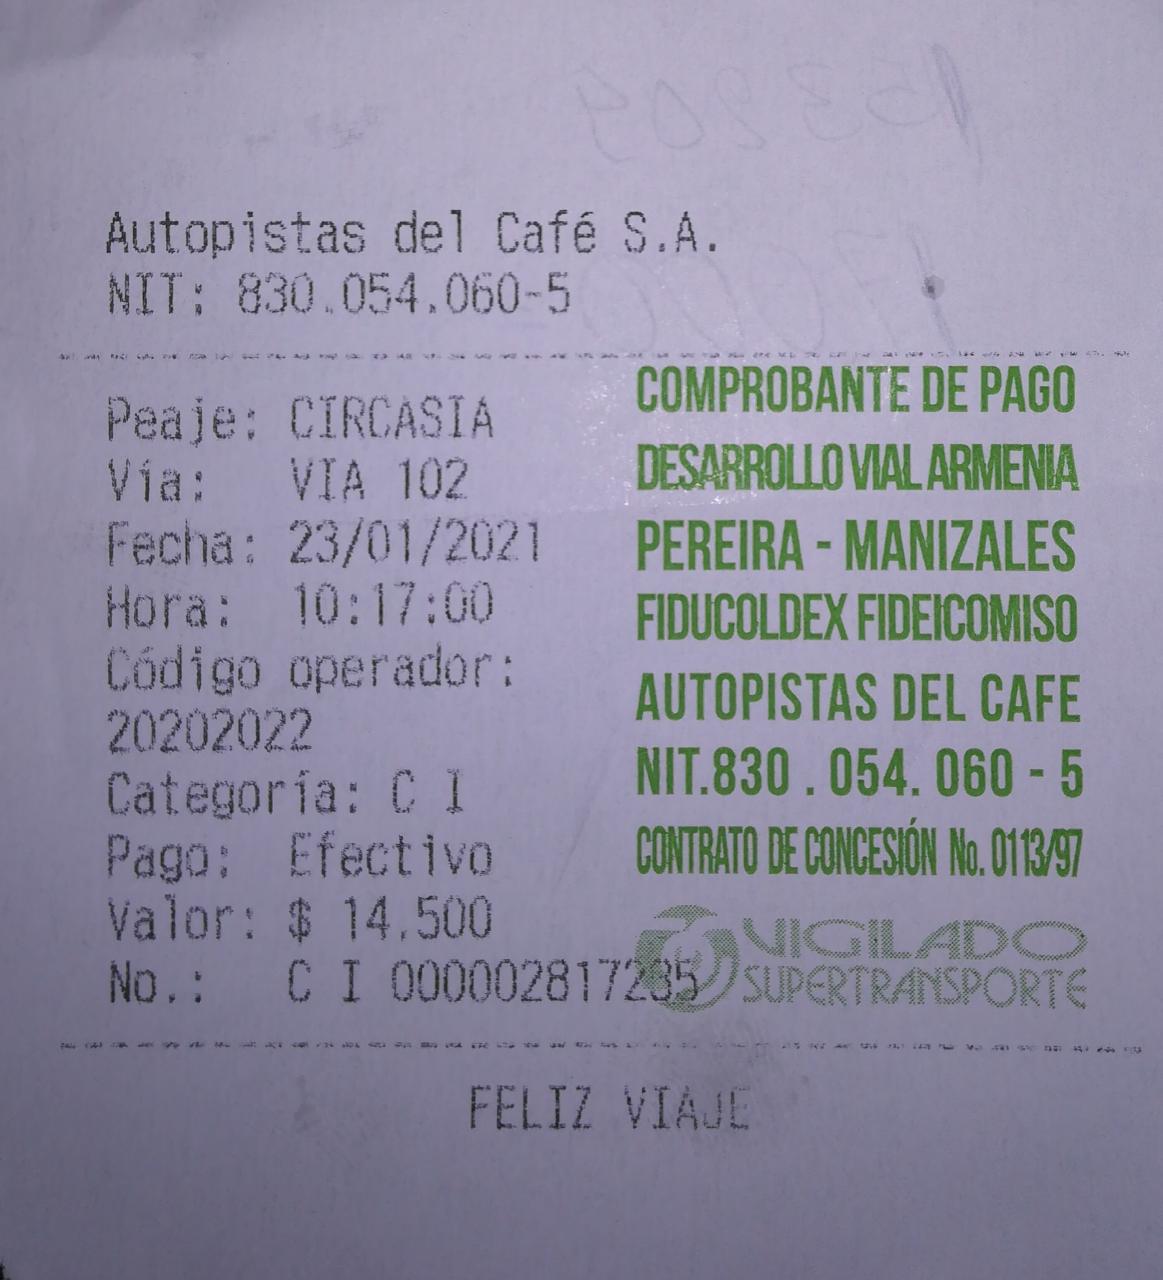 Autopistas del Café S.A.
NIT: 830.054.060-5
Peaje: CIRCASIA
Vía: VIA 102
Fecha: 23/01/2021
Hora: 10:17:00
Código operador:
20202022
Categoría: C I
Pago: Efectivo
Valor: $ 14.500
No.: C I 000002817235
COMPROBANTE DE PAGO
DESARROLLO VIAL ARMENIA
PEREIRA - MANIZALES
FIDUCOLDEX FIDEICOMISO
AUTOPISTAS DEL CAFE
NIT.830 . 054. 060 - 5
CONTRATO DE CONCESIÓN No. 0113/97
VIGILADO
SUPERTRANSPORTE
FELIZ VIAJE